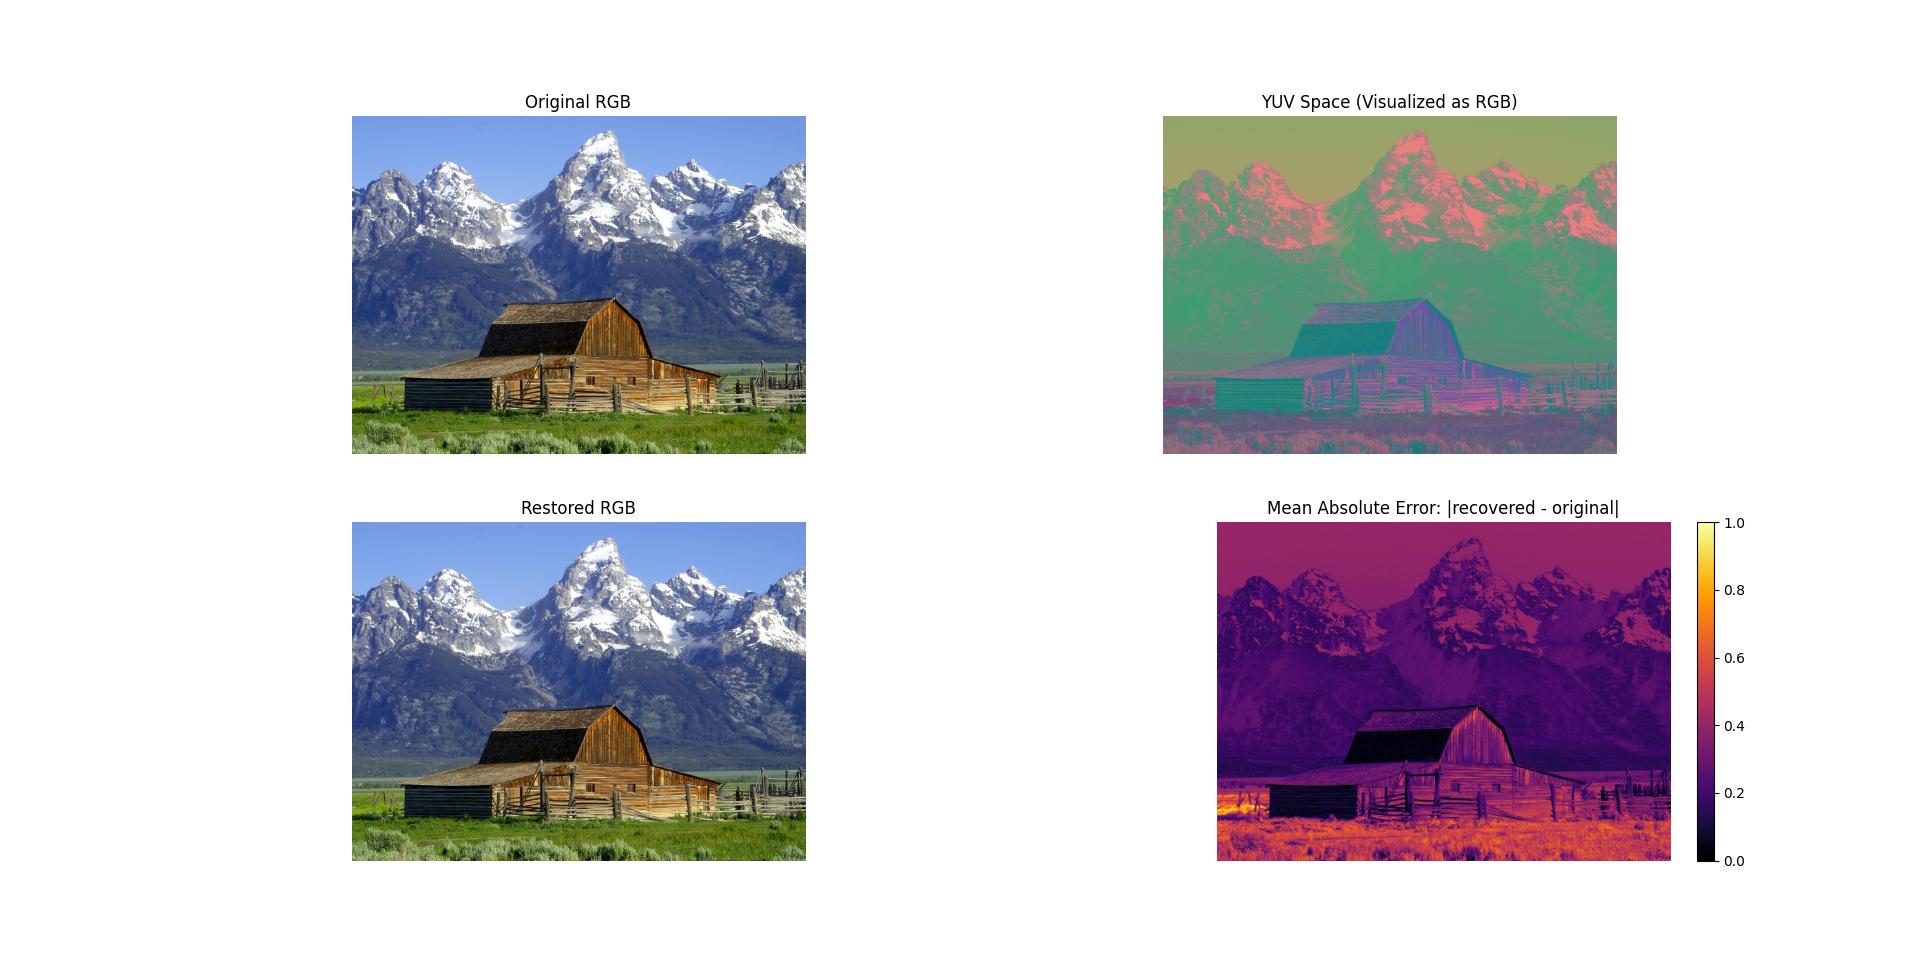 Original RGB
YUV Space (Visualized as RGB)
Restored RGB
Mean Absolute Error: |recovered - original|
1.0
0.8
0.6
0.4
0.2
0.0